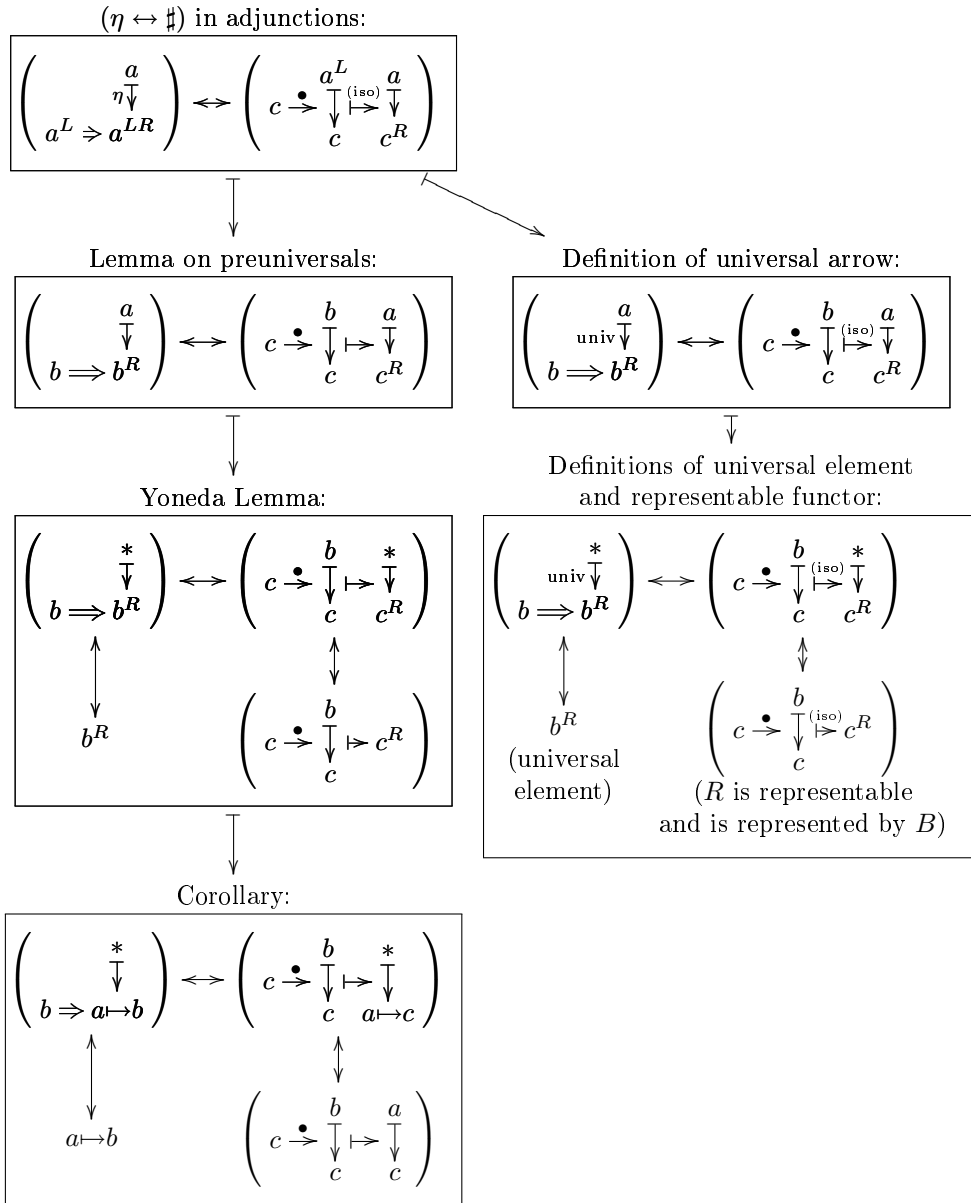 (η ↔ ♯) in adjunctions:
a
η
a^L ⇒ a^{LR}
↔
a^L a
c →• ↦ (iso)
c c^R
Lemma on preuniversals:
a
b ⇒ b^R
↔
b a
c →• ↦
c c^R
Definition of universal arrow:
a
univ
b ⇒ b^R
↔
b a
c →• ↦ (iso)
c c^R
Yoneda Lemma:
*
b ⇒ b^R
↔
b *
c →• ↦
c c^R
b^R
b
c →• ↦ c^R
c
Definitions of universal element
and representable functor:
*
univ
b ⇒ b^R
↔
b *
c →• ↦ (iso)
c c^R
b^R
(universal
element)
b
c →• ↦ (iso) c^R
c
(R is representable
and is represented by B)
Corollary:
*
b ⇒ a↦b
↔
b *
c →• ↦
c a↦c
a↦b
b a
c →• ↦
c c